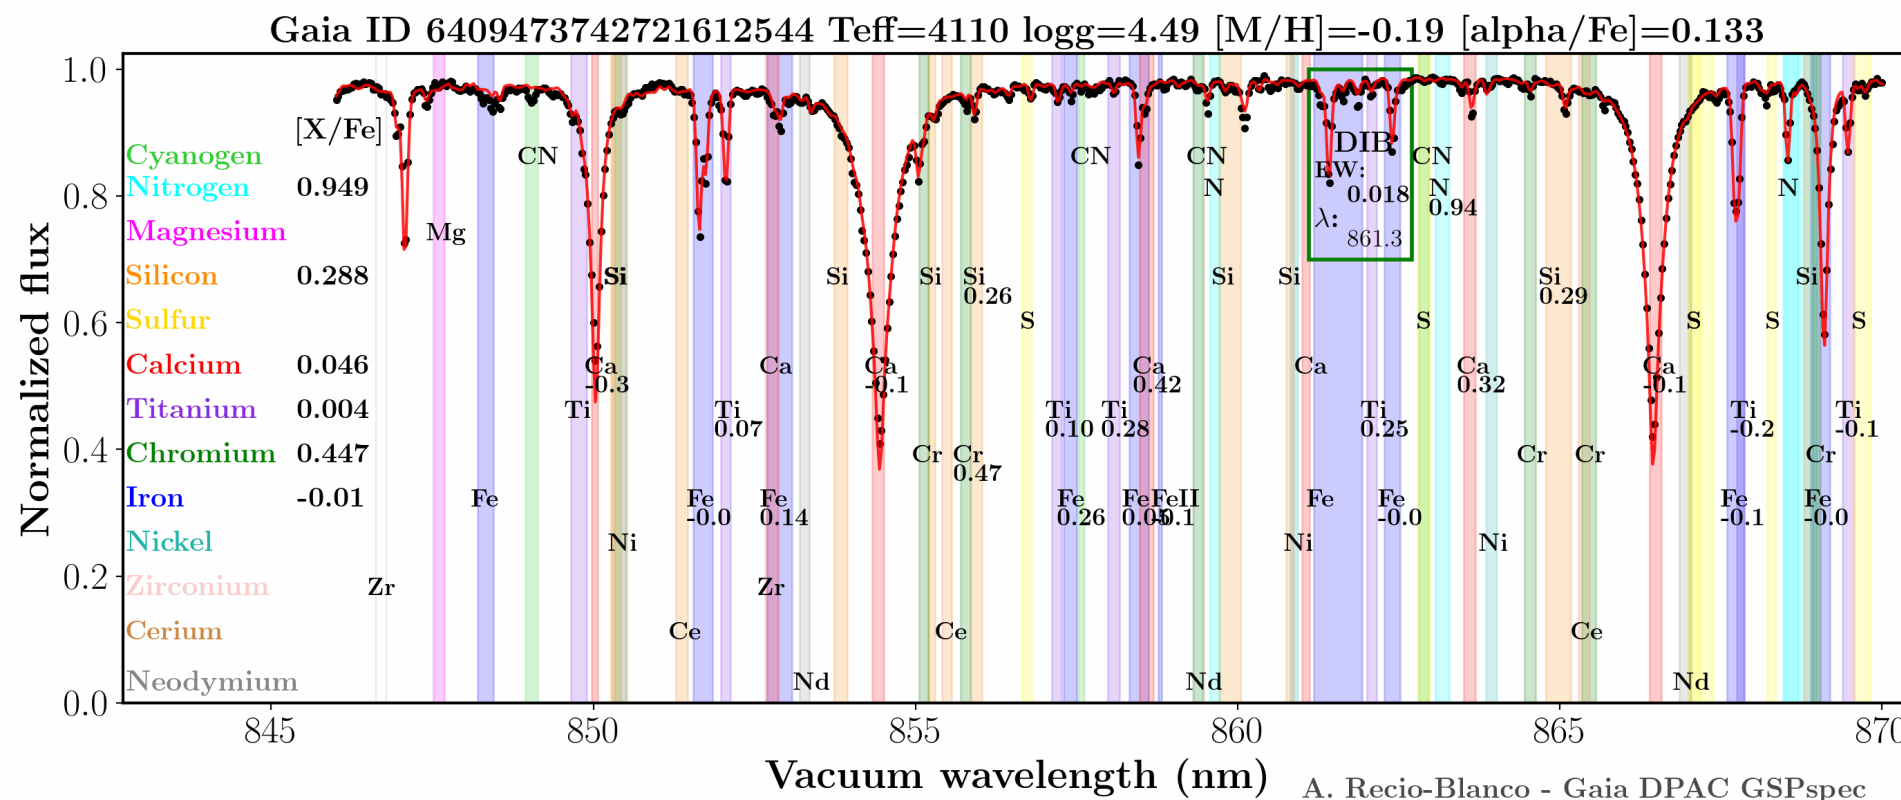 Gaia ID 6409473742721612544 Teff=4110 logg=4.49 [M/H]=-0.19 [alpha/Fe]=0.133
1.0
[X/Fe]
DIB
Cyanogen CN CN CN CN
EW:
Nitrogen 0.949 N N N
0.018 0.94
λ:
Magnesium Mg 861.3
0.8
Silicon 0.288 Si Si Si Si Si Si Si Si
0.26 0.29
Sulfur S S S S S
0.6
Calcium 0.046 Ca Ca Ca Ca Ca Ca Ca
-0.3 -0.1 0.42 0.32 -0.1
Titanium 0.004 Ti Ti Ti Ti Ti Ti Ti
0.07 0.10 0.28 0.25 -0.2 -0.1
Chromium 0.447 Cr Cr Cr Cr Cr
0.47
0.4
Iron -0.01 Fe Fe Fe Fe Fe FeII Fe Fe Fe Fe
-0.0 0.14 0.26 0.05 -0.1 -0.0 -0.1 -0.0
Nickel Ni Ni Ni
0.2
Zirconium Zr Zr
Cerium Ce Ce Ce
Neodymium Nd Nd Nd
0.0
Normalized flux
845 850 855 860 865 870
Vacuum wavelength (nm)
A. Recio-Blanco - Gaia DPAC GSPspec